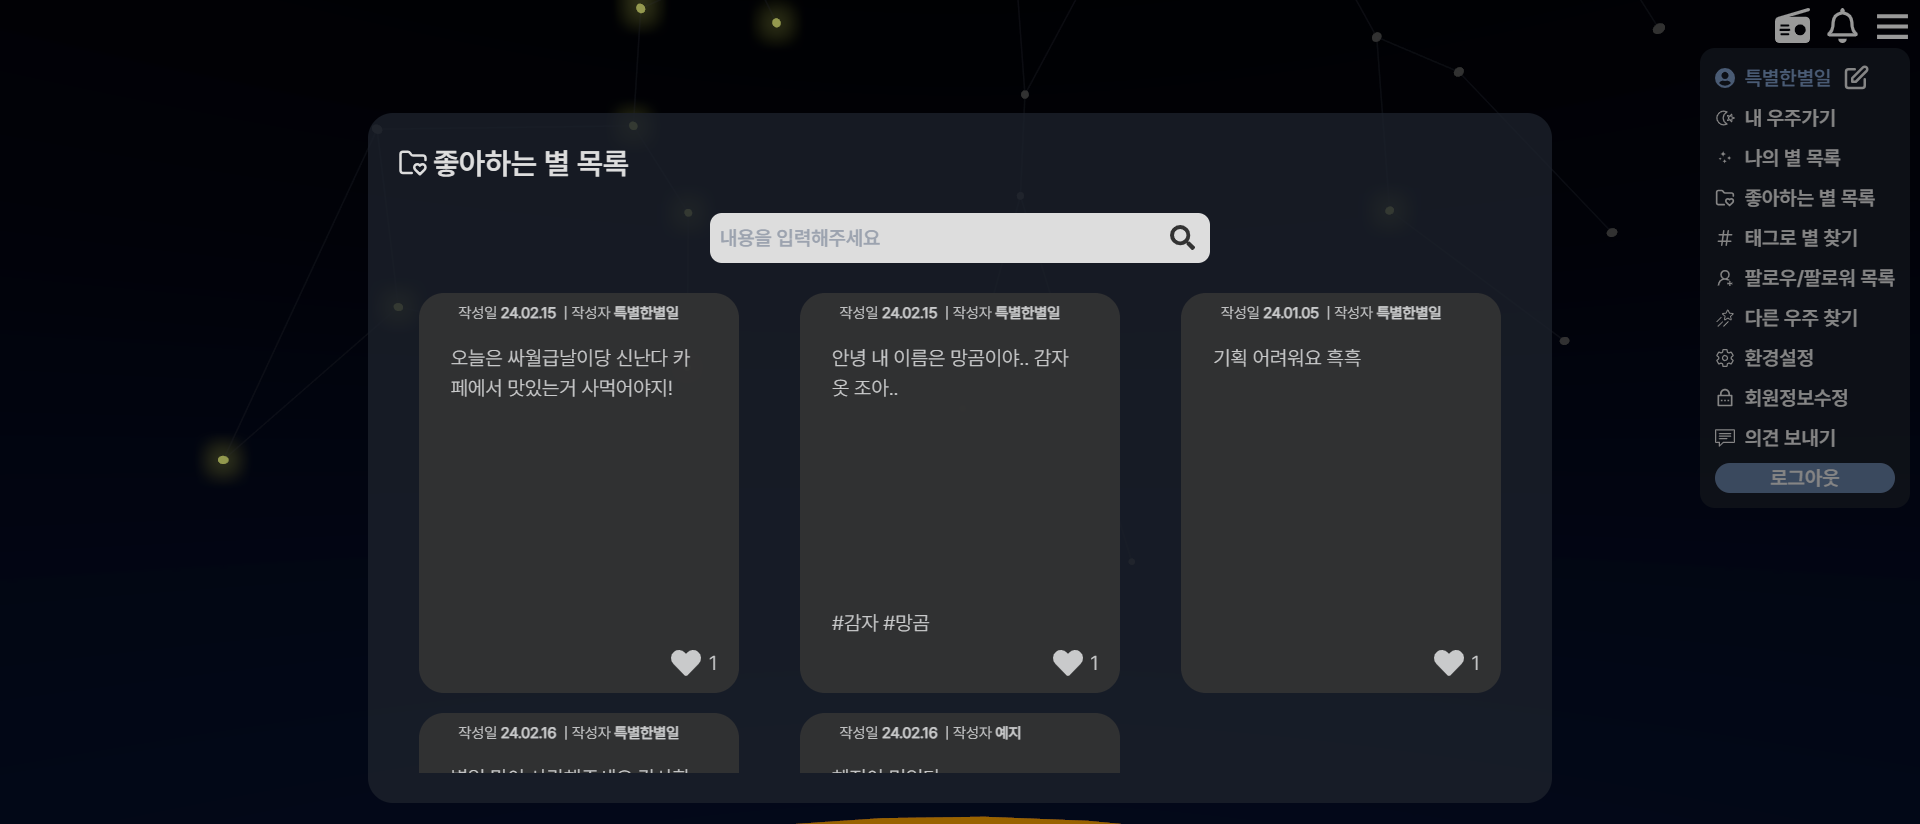 특별한별일
내 우주가기
나의 별 목록
좋아하는 별 목록
태그로 별 찾기
팔로우/팔로워 목록
다른 우주 찾기
환경설정
회원정보수정
의견 보내기
로그아웃
좋아하는 별 목록
내용을 입력해주세요
작성일 24.02.15 | 작성자 특별한별일
오늘은 싸월급날이당 신난다 카
페에서 맛있는거 사먹어야지!
1
작성일 24.02.15 | 작성자 특별한별일
안녕 내 이름은 망곰이야.. 감자
옷 조아..
#감자 #망곰
1
작성일 24.01.05 | 작성자 특별한별일
기획 어려워요 흑흑
1
작성일 24.02.16 | 작성자 특별한별일
작성일 24.02.16 | 작성자 예지